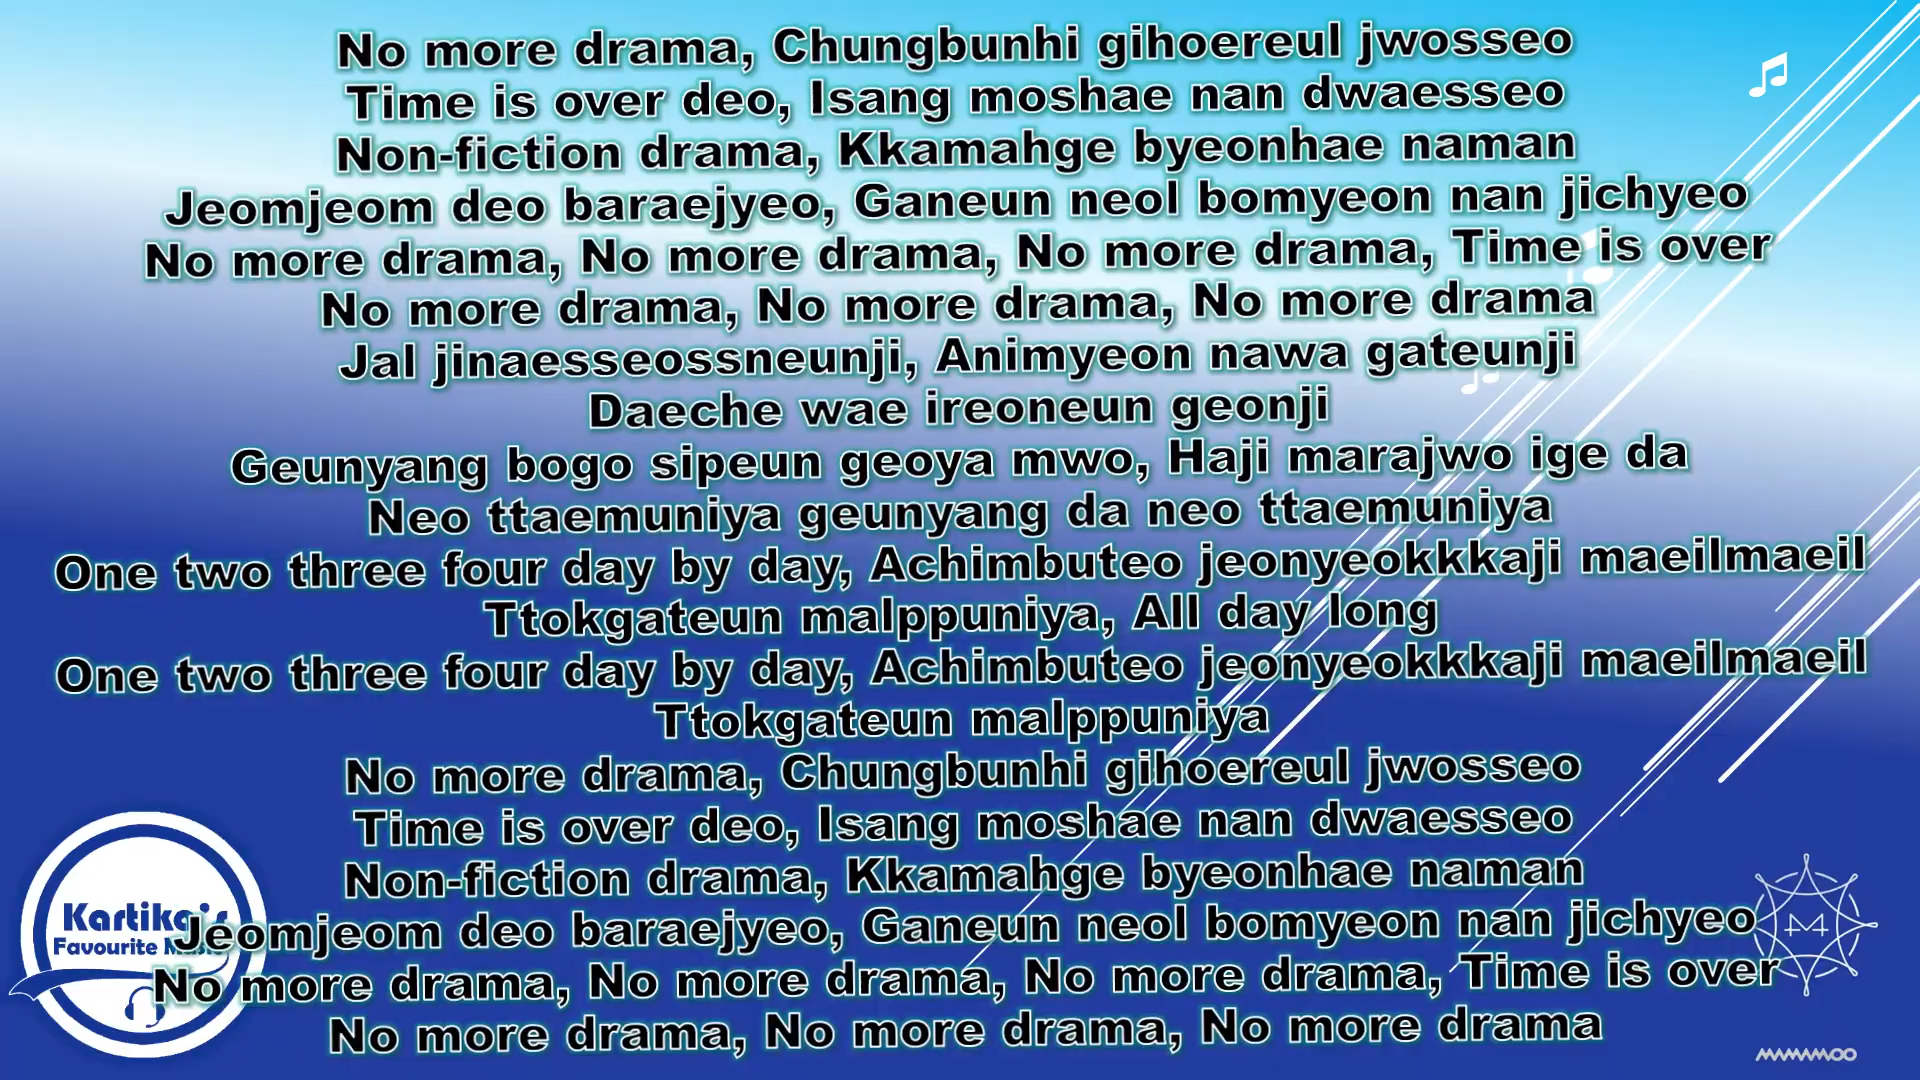 No more drama, Chungbunhi gihoereul jwosseo
Time is over deo, Isang moshae nan dwaesseo
Non-fiction drama, Kkamahge byeonhae naman
Jeomjeom deo baraejyeo, Ganeun neol bomyeon nan jichyeo
No more drama, No more drama, No more drama, Time is over
No more drama, No more drama, No more drama
Jal jinaesseossneunji, Animyeon nawa gateunji
Daeche wae ireoneun geonji
Geunyang bogo sipeun geoya mwo, Haji marajwo ige da
Neo ttaemuniya geunyang da neo ttaemuniya
One two three four day by day, Achimbuteo jeonyeokkkaji maeilmaeil
Ttokgateun malppuniya, All day long
One two three four day by day, Achimbuteo jeonyeokkkaji maeilmaeil
Ttokgateun malppuniya
No more drama, Chungbunhi gihoereul jwosseo
Time is over deo, Isang moshae nan dwaesseo
Non-fiction drama, Kkamahge byeonhae naman
Jeomjeom deo baraejyeo, Ganeun neol bomyeon nan jichyeo
No more drama, No more drama, No more drama, Time is over
No more drama, No more drama, No more drama
Kartika's
Favourite Music
M
MAMAMOO